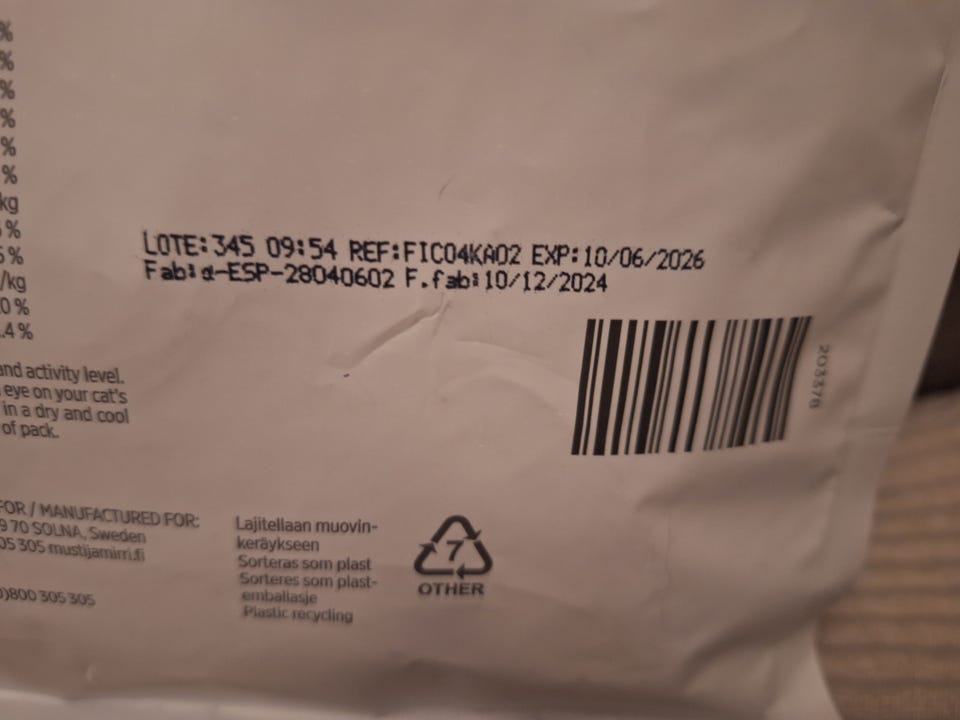 %
%
%
%
%
%
kg
%
5 %
/kg
0 %
.4 %
LOTE:345 09:54 REF:FIC04KA02 EXP:10/06/2026
Fab:α-ESP-28040602 F.fab:10/12/2024
203378
and activity level.
eye on your cat's
in a dry and cool
of pack.
FOR / MANUFACTURED FOR:
9 70 SOLNA, Sweden
05 305 mustijamirri.fi
)800 305 305
Lajitellaan muovin-
keräykseen
Sorteras som plast
Sorteres som plast-
emballasje
Plastic recycling
7
OTHER